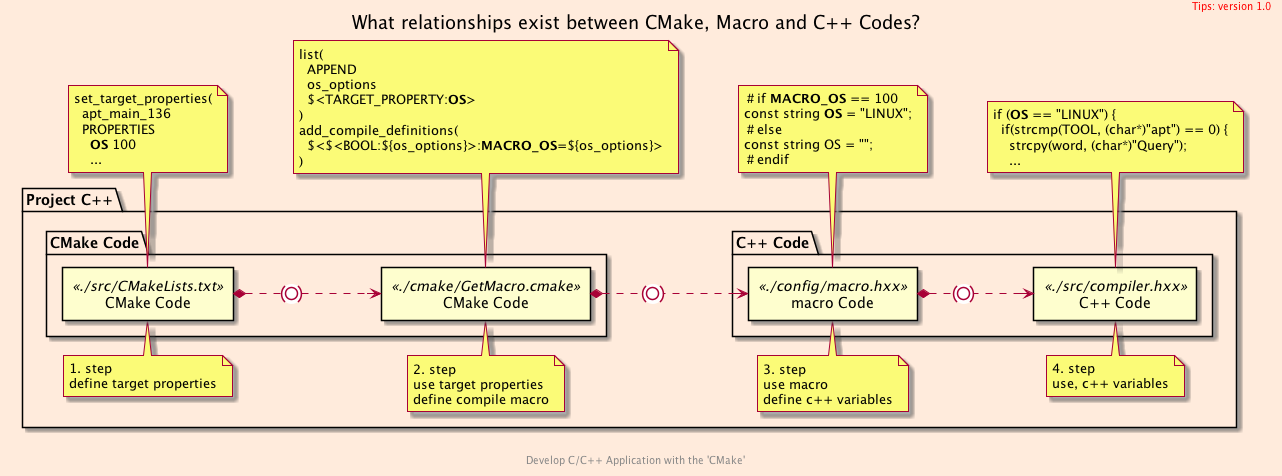 Tips: version 1.0
What relationships exist between CMake, Macro and C++ Codes?
set_target_properties(
apt_main_136
PROPERTIES
OS 100
...
list(
APPEND
os_options
$<TARGET_PROPERTY:OS>
)
add_compile_definitions(
$<$<BOOL:${os_options}>:MACRO_OS=${os_options}>
)
# if MACRO_OS == 100
const string OS = "LINUX";
# else
const string OS = "";
# endif
if (OS == "LINUX") {
if(strcmp(TOOL, (char*)"apt") == 0) {
strcpy(word, (char*)"Query");
...
Project C++
CMake Code
«./src/CMakeLists.txt»
CMake Code
«./cmake/GetMacro.cmake»
CMake Code
C++ Code
«./config/macro.hxx»
macro Code
«./src/compiler.hxx»
C++ Code
1. step
define target properties
2. step
use target properties
define compile macro
3. step
use macro
define c++ variables
4. step
use, c++ variables
Develop C/C++ Application with the 'CMake'